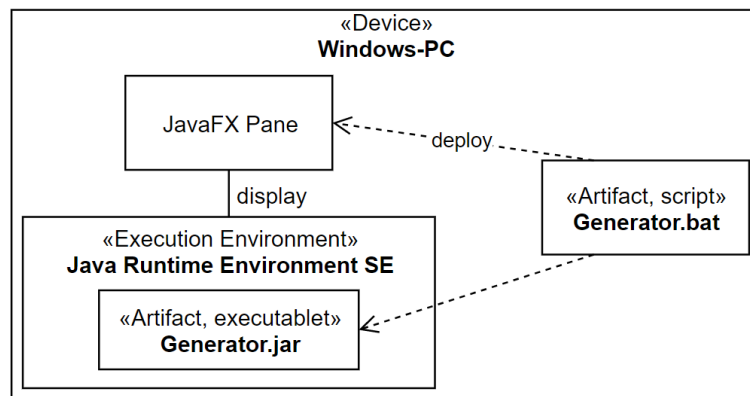 «Device»
Windows-PC
JavaFX Pane
deploy
«Artifact, script»
Generator.bat
display
«Execution Environment»
Java Runtime Environment SE
«Artifact, executablet»
Generator.jar